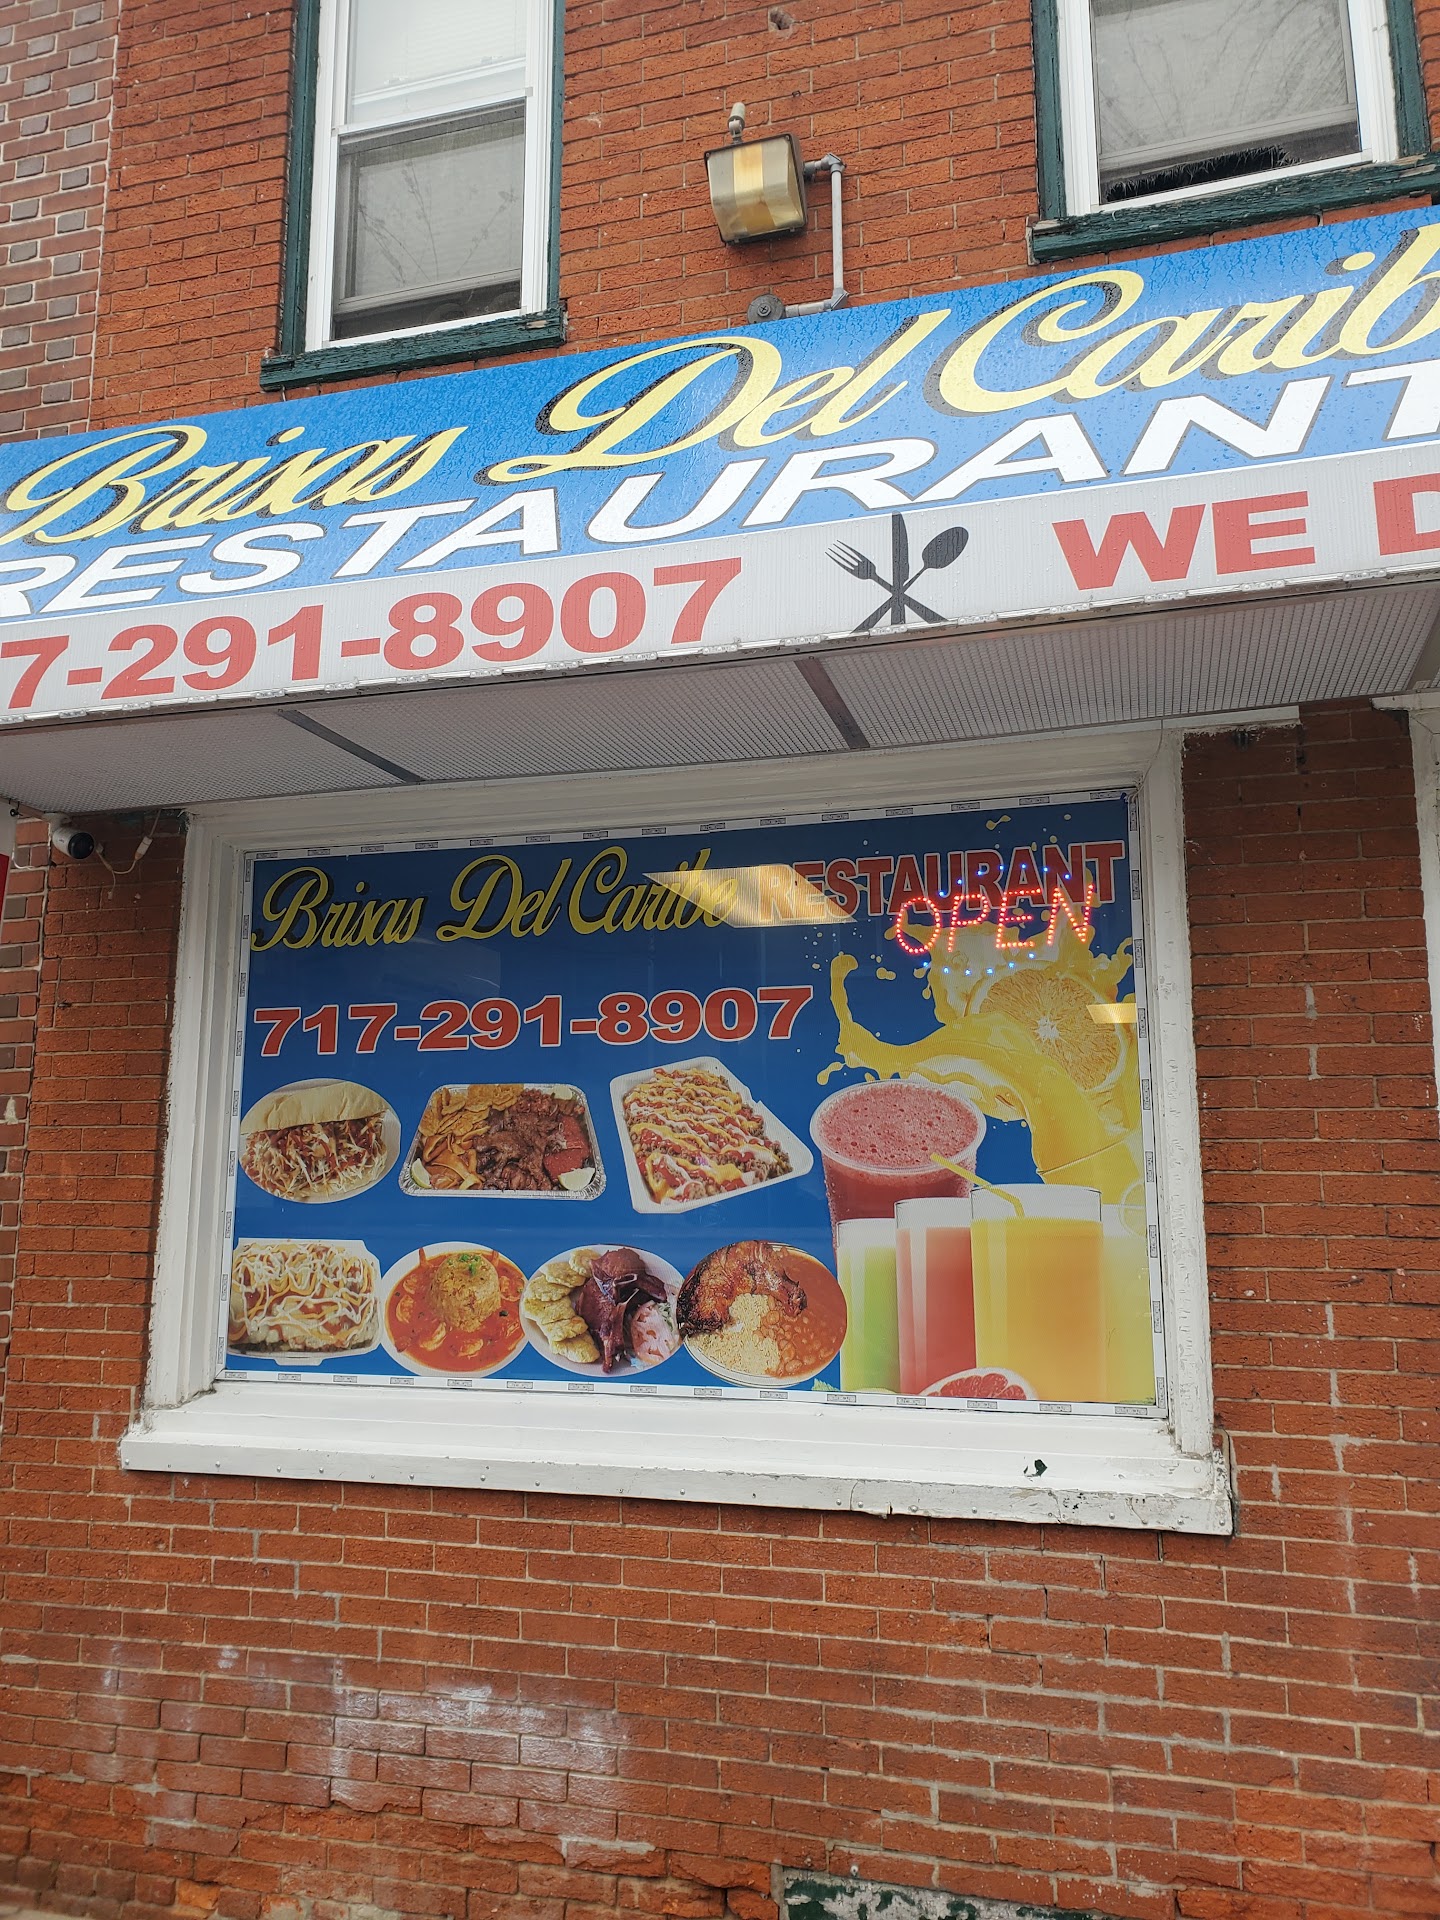 Brisas Del Carib
RESTAURANT
7-291-8907 WE D
Brisas Del Caribe RESTAURANT
OPEN
717-291-8907